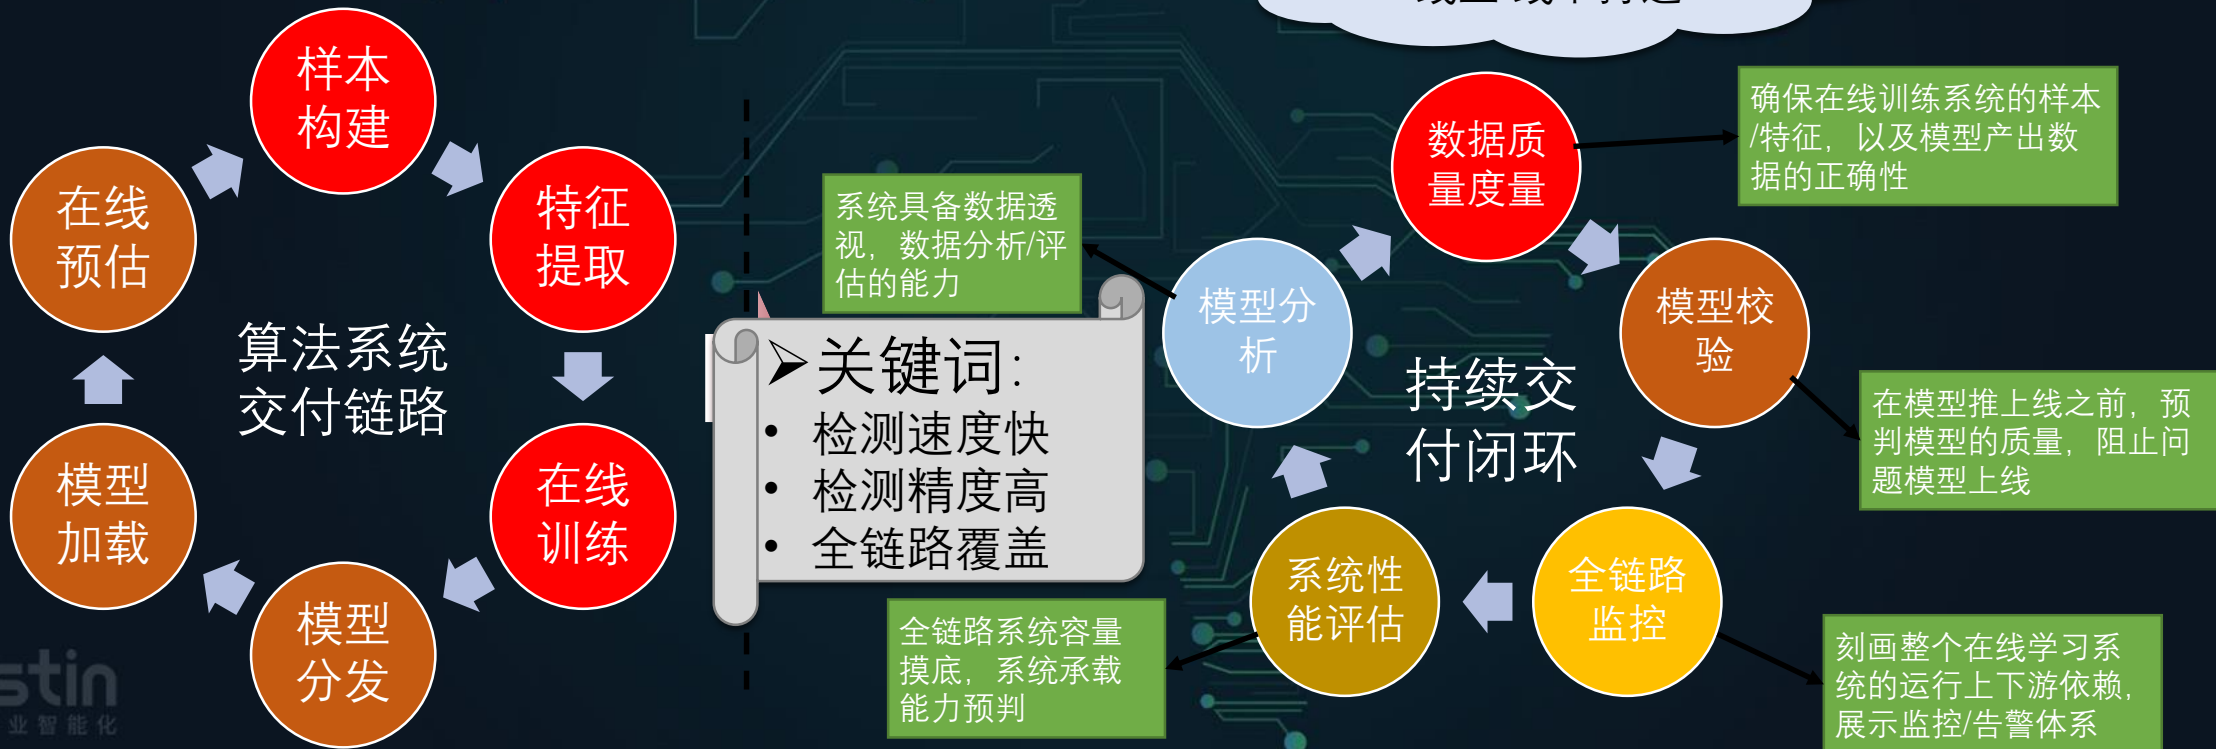 样本
构建
特征
提取
在线
训练
模型
分发
模型
加载
在线
预估
算法系统
交付链路
系统具备数据透
视，数据分析/评
估的能力
➢关键词：
• 检测速度快
• 检测精度高
• 全链路覆盖
全链路系统容量
摸底，系统承载
能力预判
数据质
量度量
模型校
验
全链路
监控
系统性
能评估
模型分
析
持续交
付闭环
确保在线训练系统的样本
/特征，以及模型产出数
据的正确性
在模型推上线之前，预
判模型的质量，阻止问
题模型上线
刻画整个在线学习系
统的运行上下游依赖，
展示监控/告警体系
stin
业智能化